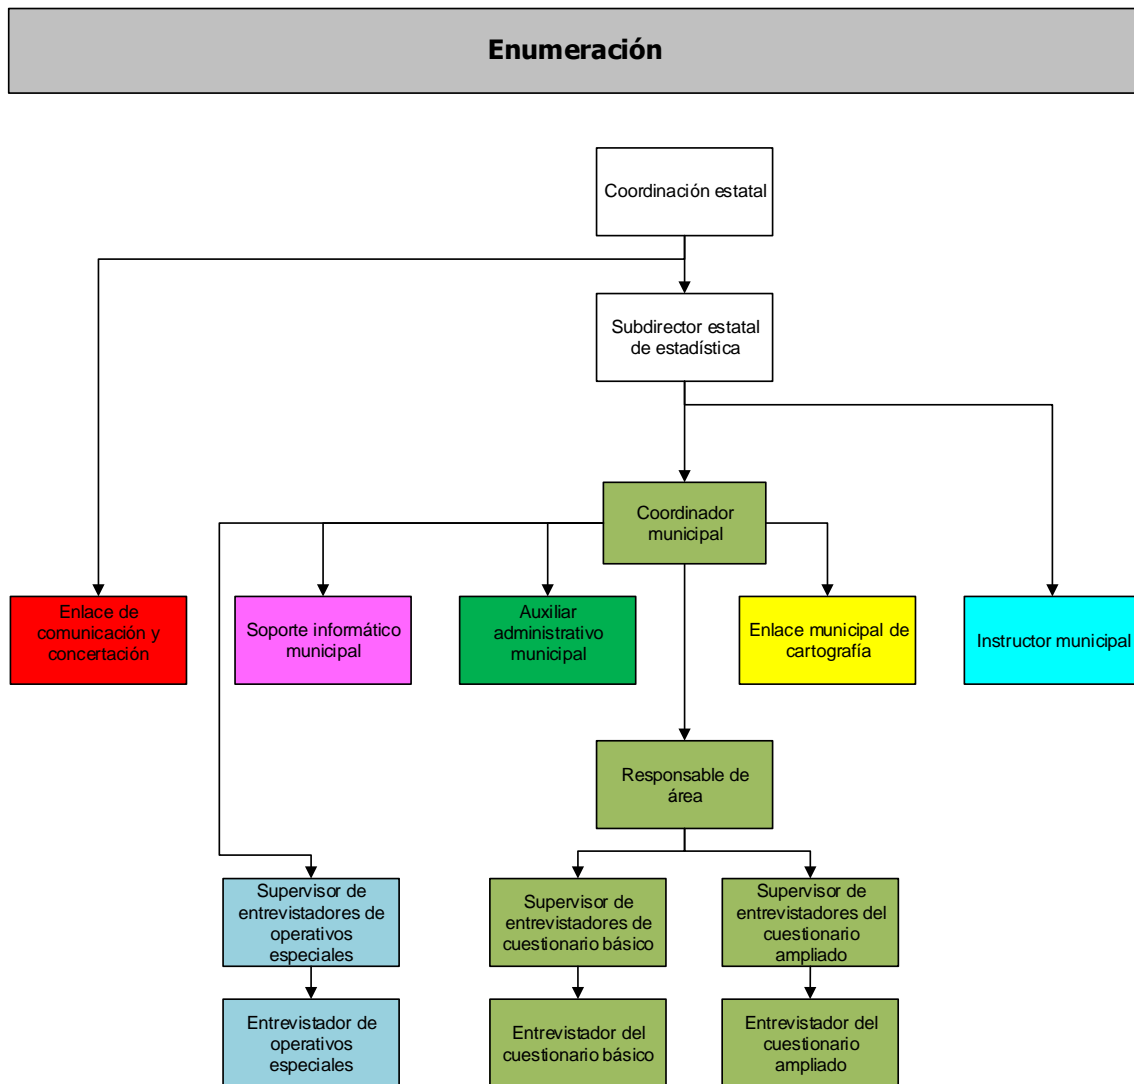 Enumeración
Coordinación estatal
Subdirector estatal
de estadística
Coordinador
municipal
Enlace de
comunicación y
concertación
Soporte informático
municipal
Auxiliar
administrativo
municipal
Enlace municipal de
cartografía
Instructor municipal
Responsable de
área
Supervisor de
entrevistadores de
operativos
especiales
Supervisor de
entrevistadores de
cuestionario básico
Supervisor de
entrevistadores del
cuestionario
ampliado
Entrevistador de
operativos
especiales
Entrevistador del
cuestionario básico
Entrevistador del
cuestionario
ampliado